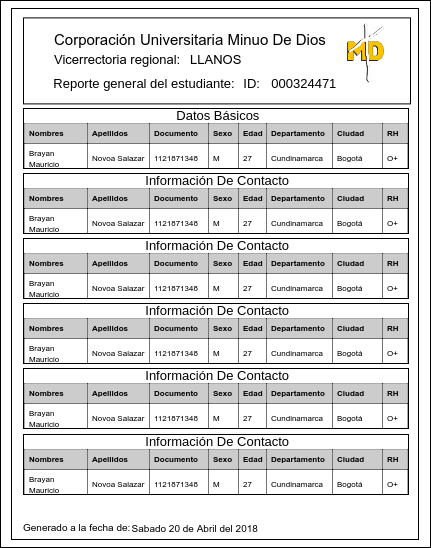 Corporación Universitaria Minuo De Dios
Vicerrectoria regional: LLANOS
Reporte general del estudiante: ID: 000324471
MD
Datos Básicos
Nombres Apellidos Documento Sexo Edad Departamento Ciudad RH
Brayan Mauricio Novoa Salazar 1121871348 M 27 Cundinamarca Bogotá O+
Información De Contacto
Nombres Apellidos Documento Sexo Edad Departamento Ciudad RH
Brayan Mauricio Novoa Salazar 1121871348 M 27 Cundinamarca Bogotá O+
Información De Contacto
Nombres Apellidos Documento Sexo Edad Departamento Ciudad RH
Brayan Mauricio Novoa Salazar 1121871348 M 27 Cundinamarca Bogotá O+
Información De Contacto
Nombres Apellidos Documento Sexo Edad Departamento Ciudad RH
Brayan Mauricio Novoa Salazar 1121871348 M 27 Cundinamarca Bogotá O+
Información De Contacto
Nombres Apellidos Documento Sexo Edad Departamento Ciudad RH
Brayan Mauricio Novoa Salazar 1121871348 M 27 Cundinamarca Bogotá O+
Información De Contacto
Nombres Apellidos Documento Sexo Edad Departamento Ciudad RH
Brayan Mauricio Novoa Salazar 1121871348 M 27 Cundinamarca Bogotá O+
Generado a la fecha de: Sabado 20 de Abril del 2018